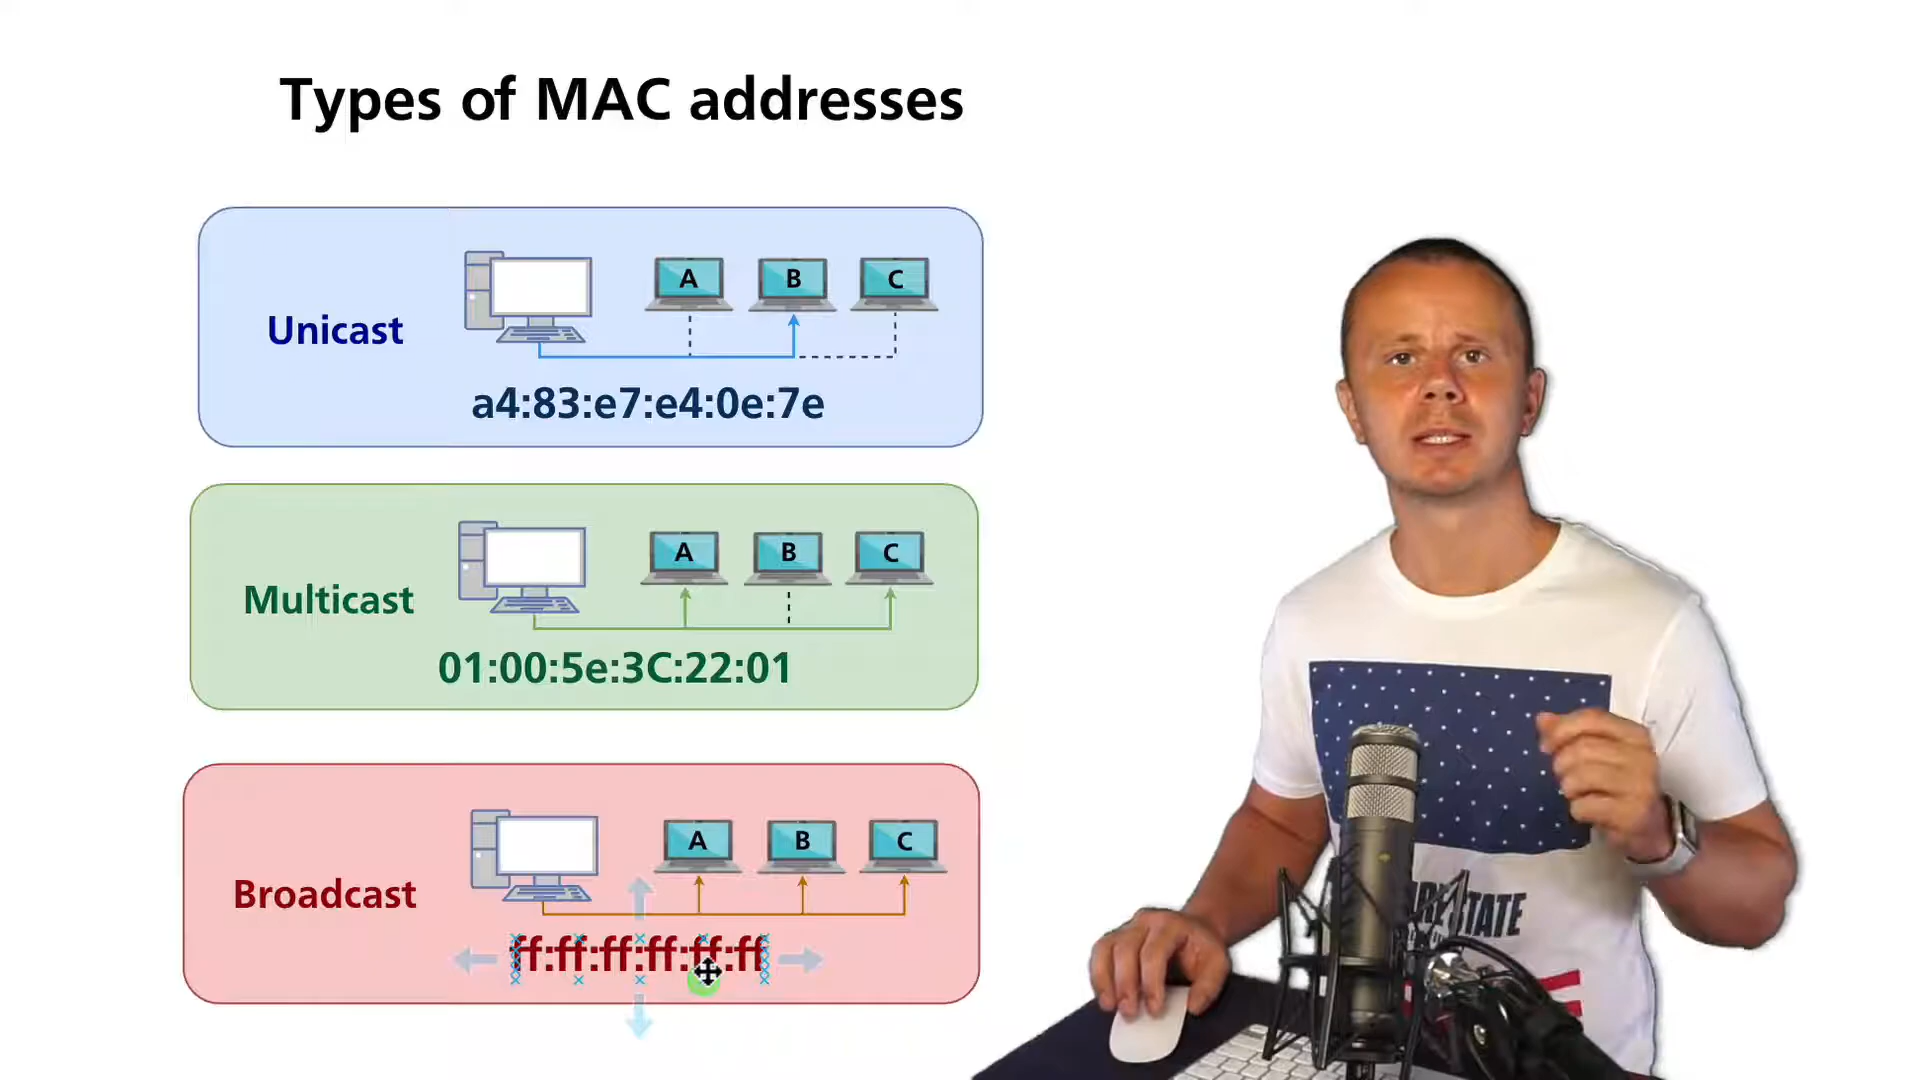 Types of MAC addresses
Unicast
A B C
a4:83:e7:e4:0e:7e
Multicast
A B C
01:00:5e:3C:22:01
Broadcast
A B C
ff:ff:ff:ff:ff:ff
STATE